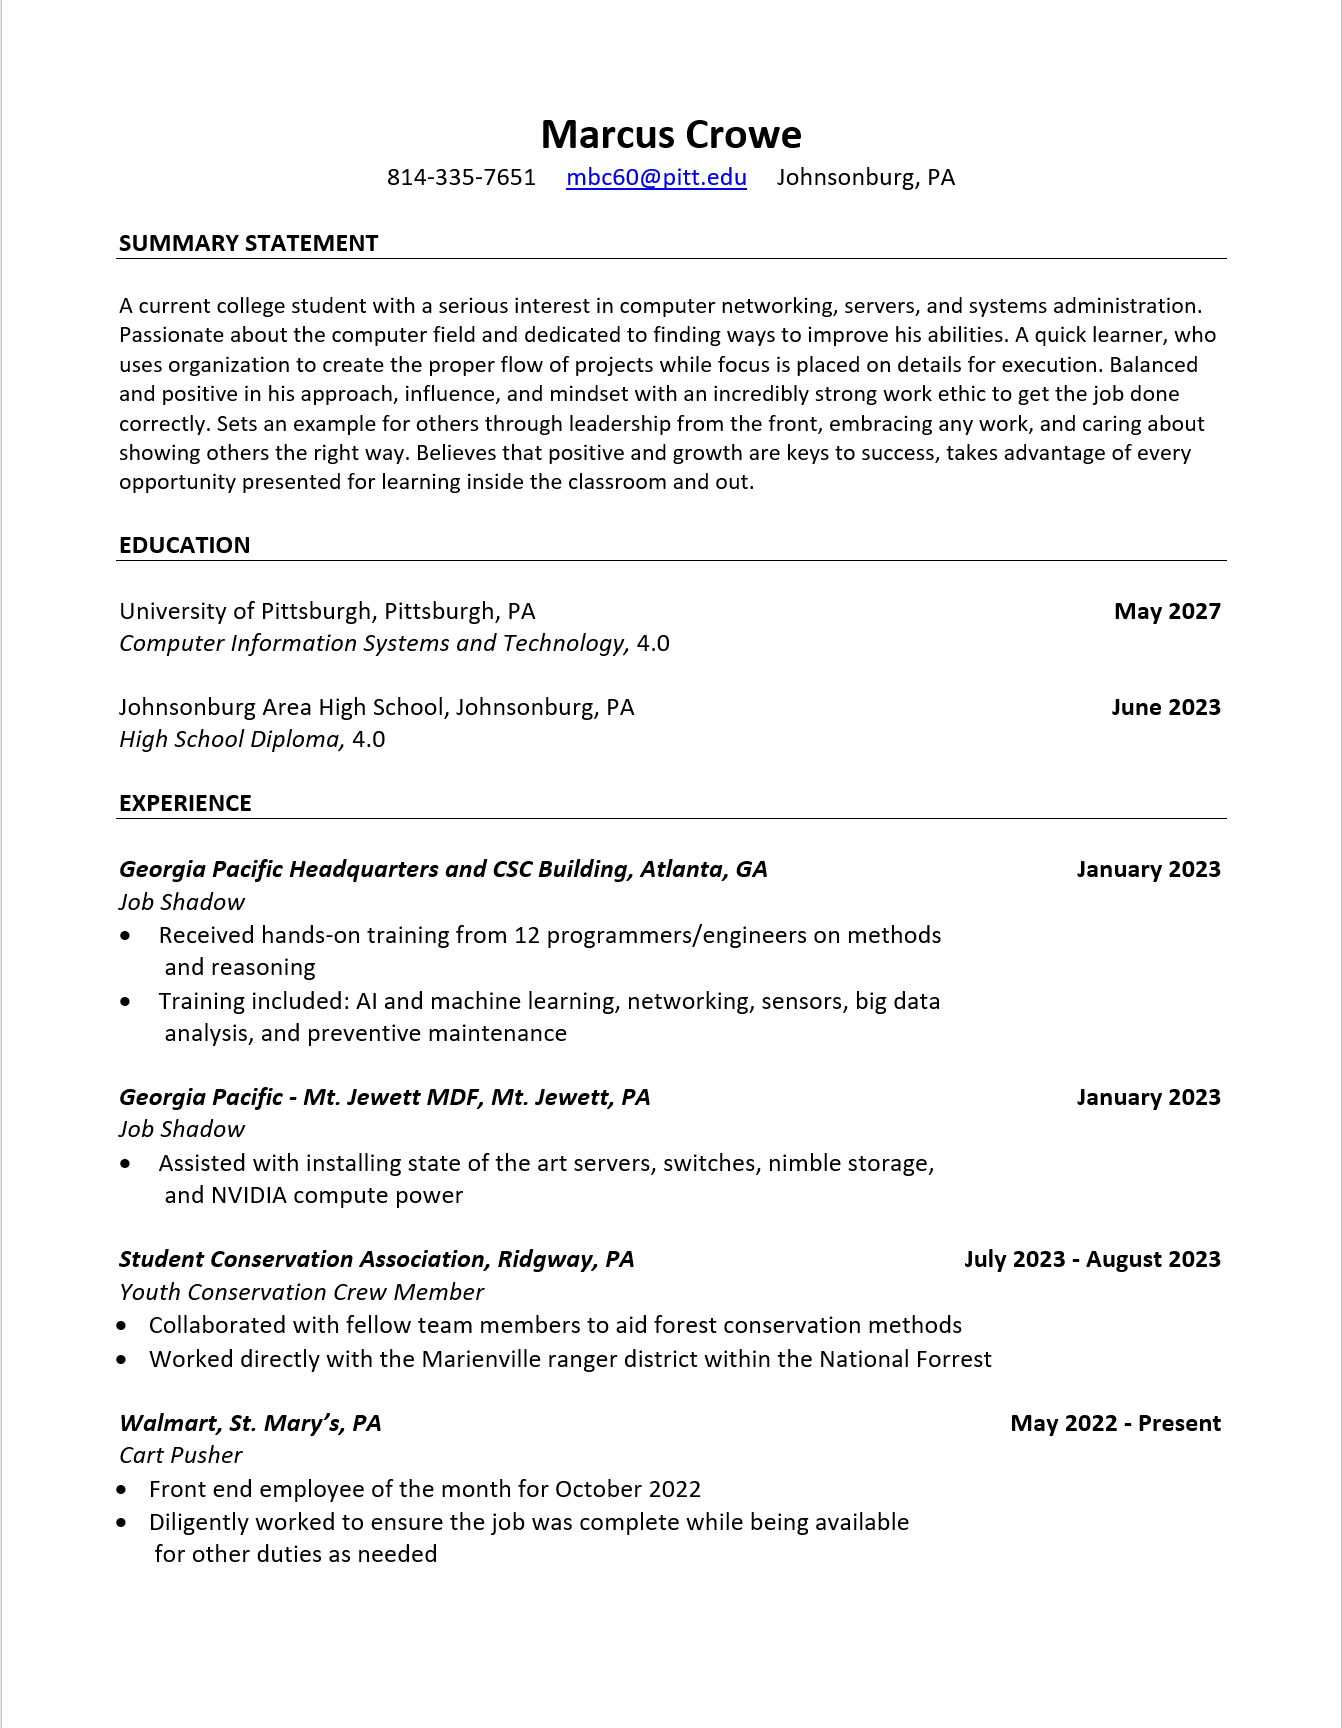 Marcus Crowe
814-335-7651 mbc60@pitt.edu Johnsonburg, PA
SUMMARY STATEMENT
A current college student with a serious interest in computer networking, servers, and systems administration.
Passionate about the computer field and dedicated to finding ways to improve his abilities. A quick learner, who
uses organization to create the proper flow of projects while focus is placed on details for execution. Balanced
and positive in his approach, influence, and mindset with an incredibly strong work ethic to get the job done
correctly. Sets an example for others through leadership from the front, embracing any work, and caring about
showing others the right way. Believes that positive and growth are keys to success, takes advantage of every
opportunity presented for learning inside the classroom and out.
EDUCATION
University of Pittsburgh, Pittsburgh, PA May 2027
Computer Information Systems and Technology, 4.0
Johnsonburg Area High School, Johnsonburg, PA June 2023
High School Diploma, 4.0
EXPERIENCE
Georgia Pacific Headquarters and CSC Building, Atlanta, GA January 2023
Job Shadow
• Received hands-on training from 12 programmers/engineers on methods
and reasoning
• Training included: AI and machine learning, networking, sensors, big data
analysis, and preventive maintenance
Georgia Pacific - Mt. Jewett MDF, Mt. Jewett, PA January 2023
Job Shadow
• Assisted with installing state of the art servers, switches, nimble storage,
and NVIDIA compute power
Student Conservation Association, Ridgway, PA July 2023 - August 2023
Youth Conservation Crew Member
• Collaborated with fellow team members to aid forest conservation methods
• Worked directly with the Marienville ranger district within the National Forrest
Walmart, St. Mary’s, PA May 2022 - Present
Cart Pusher
• Front end employee of the month for October 2022
• Diligently worked to ensure the job was complete while being available
for other duties as needed